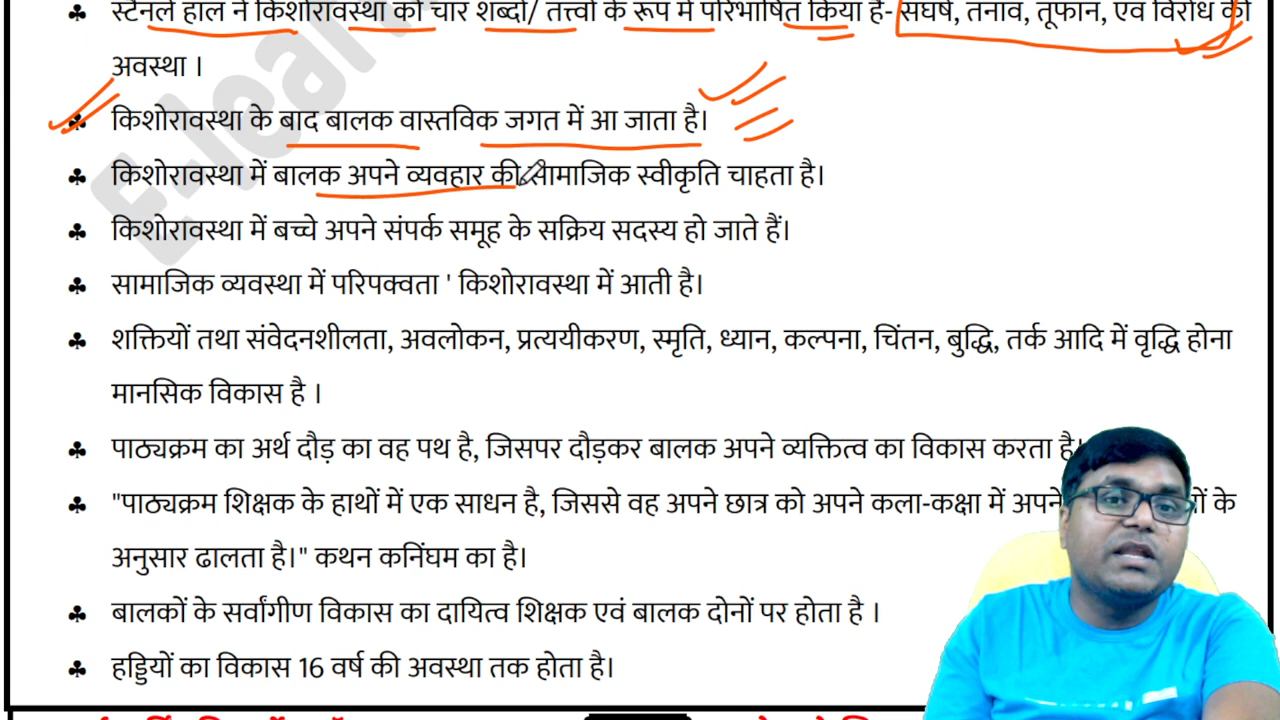 ♣ स्टेनले हाल ने किशोरावस्था को चार शब्दो/ तत्त्वो के रूप में परिभाषित किया है- संघर्ष, तनाव, तूफान, एवं विरोध की
अवस्था ।
♣ किशोरावस्था के बाद बालक वास्तविक जगत में आ जाता है।
♣ किशोरावस्था में बालक अपने व्यवहार की सामाजिक स्वीकृति चाहता है।
♣ किशोरावस्था में बच्चे अपने संपर्क समूह के सक्रिय सदस्य हो जाते हैं।
♣ सामाजिक व्यवस्था में परिपक्वता ' किशोरावस्था में आती है।
♣ शक्तियों तथा संवेदनशीलता, अवलोकन, प्रत्ययीकरण, स्मृति, ध्यान, कल्पना, चिंतन, बुद्धि, तर्क आदि में वृद्धि होना
मानसिक विकास है ।
♣ पाठ्यक्रम का अर्थ दौड़ का वह पथ है, जिसपर दौड़कर बालक अपने व्यक्तित्व का विकास करता है।
♣ "पाठ्यक्रम शिक्षक के हाथों में एक साधन है, जिससे वह अपने छात्र को अपने कला-कक्षा में अपने के
अनुसार ढालता है।" कथन कनिंघम का है।
♣ बालकों के सर्वांगीण विकास का दायित्व शिक्षक एवं बालक दोनों पर होता है ।
♣ हड्डियों का विकास 16 वर्ष की अवस्था तक होता है।